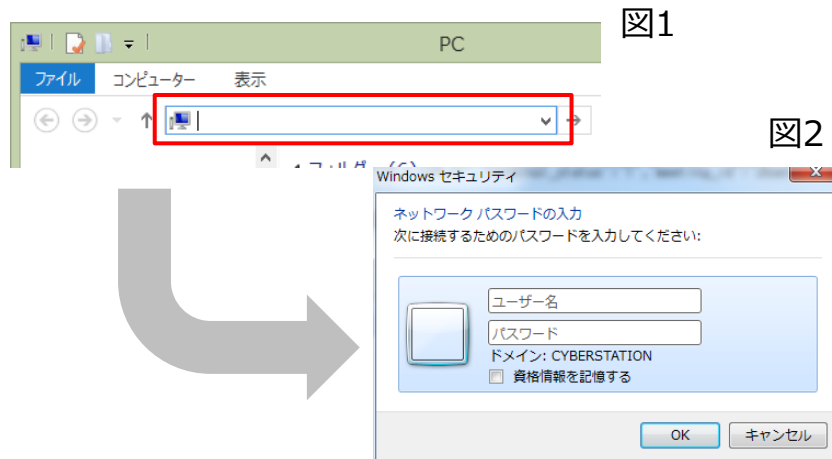 図1
PC
ファイル コンピューター 表示
図2
Windows セキュリティ
ネットワーク パスワードの入力
次に接続するためのパスワードを入力してください:
ユーザー名
パスワード
ドメイン: CYBERSTATION
資格情報を記憶する
OK キャンセル